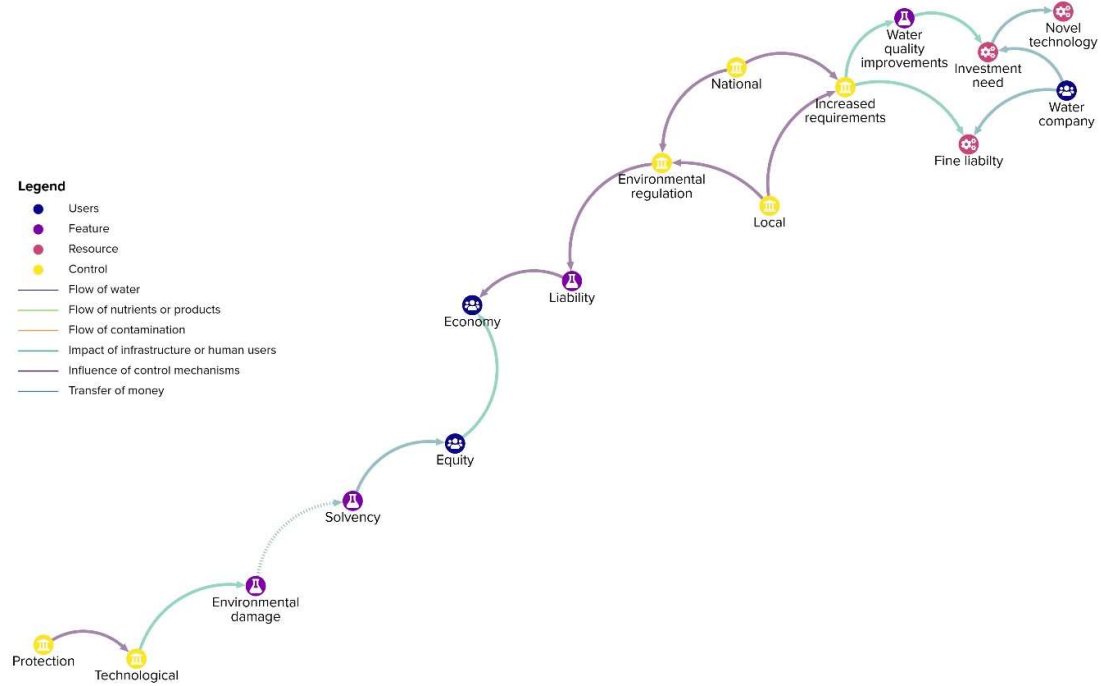 Novel
technology
Water
quality
improvements
Investment
need
National
Increased
requirements
Water
company
Fine liabilty
Environmental
regulation
Local
Legend
Users
Feature
Resource
Control
Flow of water
Flow of nutrients or products
Flow of contamination
Impact of infrastructure or human users
Influence of control mechanisms
Transfer of money
Liability
Economy
Equity
Solvency
Environmental
damage
Protection
Technological